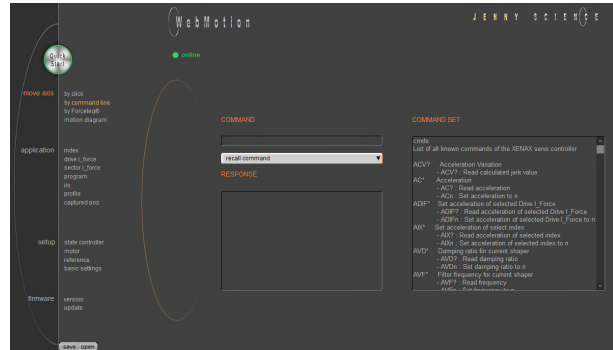 WebMotion
JENNY SCIENCE
Quick
Start
online
move axis
by click
by command line
by Forceteq®
motion diagram
application
index
drive i_force
sector i_force
program
i/o
profile
captured pos
setup
state controller
motor
reference
basic settings
firmware
version
update
save - open
COMMAND
recall command
RESPONSE
COMMAND SET
cmds
List of all known commands of the XENAX servo controller
ACV? Acceleration Variation
- ACV? : Read calculated jerk value
AC* Acceleration
- AC? : Read acceleration
- ACn : Set acceleration to n
ADIF* Set acceleration of selected Drive I_Force
- ADIF? : Read acceleration of selected Drive I_Force
- ADIFn : Set acceleration of selected Drive I_Force
AIX* Set acceleration of select index
- AIX? : Read acceleration of selected index
- AIXn : Set acceleration of selected index to n
AVD* Damping ratio for current shaper
- AVD? : Read damping ratio
- AVDn : Set damping ratio to n
AVF* Filter frequency for current shaper
- AVF? : Read frequency
- AVFn : Set frequency to n